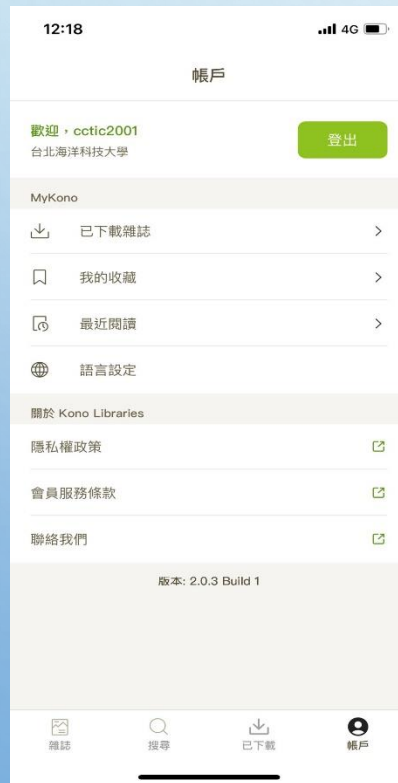 12:18
4G
帳戶
歡迎，cctic2001
台北海洋科技大學
登出
MyKono
已下載雜誌
我的收藏
最近閱讀
語言設定
關於 Kono Libraries
隱私權政策
會員服務條款
聯絡我們
版本: 2.0.3 Build 1
雜誌
搜尋
已下載
帳戶